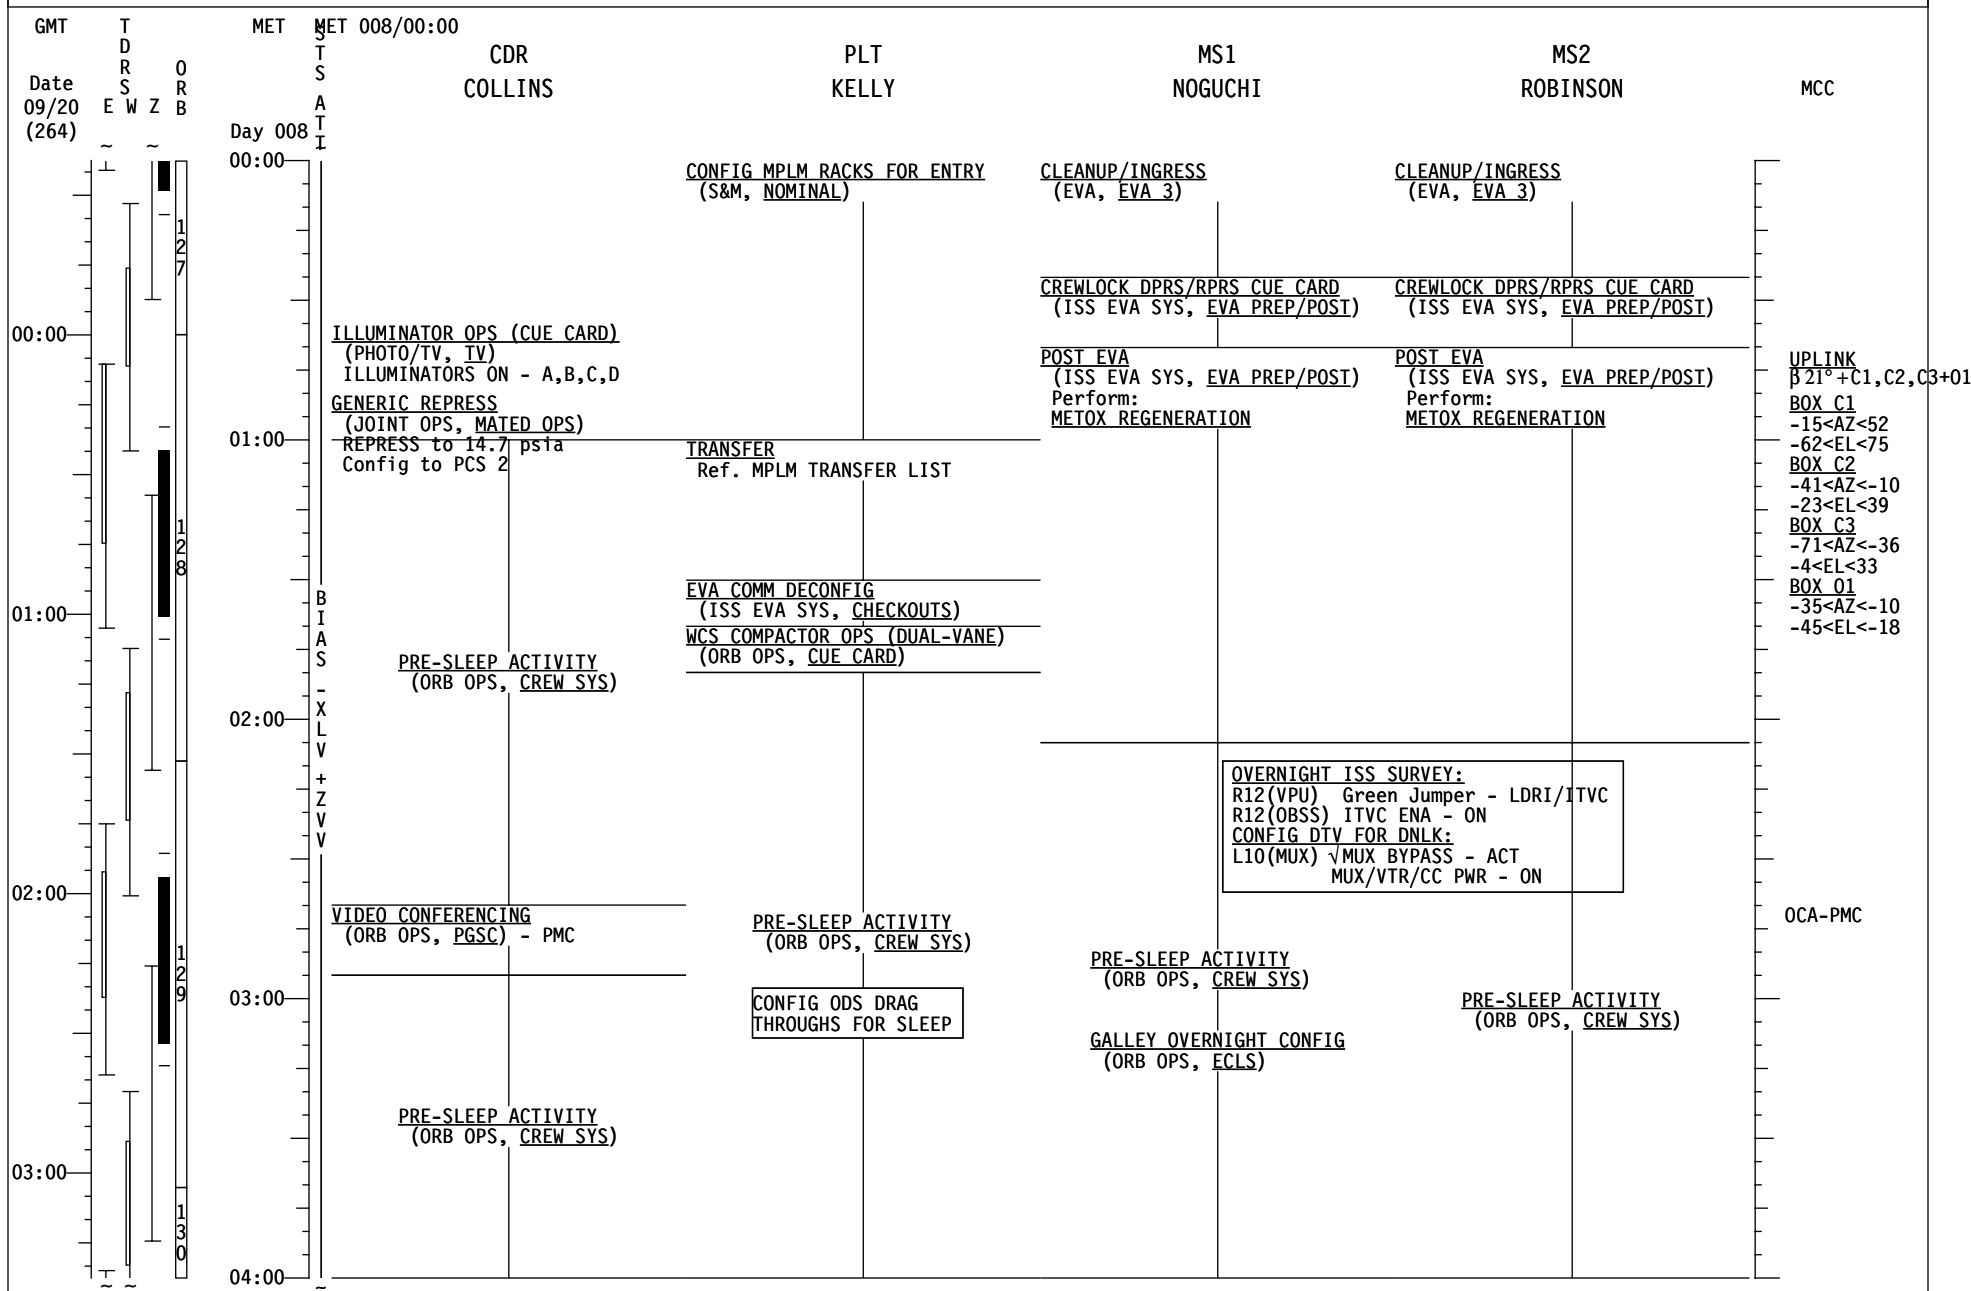 GMT
TDRS
MET
MET 008/00:00
STS ATT
ORB
CDR
COLLINS
PLT
KELLY
MS1
NOGUCHI
MS2
ROBINSON
MCC
Date
09/20
(264)
E W Z
Day 008
~ ~ ~
00:00
127
00:00
128
01:00
129
02:00
130
03:00
~ ~
01:00
02:00
03:00
04:00
BIAS -XLV +ZVV
~
ILLUMINATOR OPS (CUE CARD)
(PHOTO/TV, TV)
ILLUMINATORS ON - A,B,C,D
GENERIC REPRESS
(JOINT OPS, MATED OPS)
REPRESS to 14.7 psia
Config to PCS 2
PRE-SLEEP ACTIVITY
(ORB OPS, CREW SYS)
VIDEO CONFERENCING
(ORB OPS, PGSC) - PMC
PRE-SLEEP ACTIVITY
(ORB OPS, CREW SYS)
CONFIG MPLM RACKS FOR ENTRY
(S&M, NOMINAL)
TRANSFER
Ref. MPLM TRANSFER LIST
EVA COMM DECONFIG
(ISS EVA SYS, CHECKOUTS)
WCS COMPACTOR OPS (DUAL-VANE)
(ORB OPS, CUE CARD)
PRE-SLEEP ACTIVITY
(ORB OPS, CREW SYS)
CONFIG ODS DRAG
THROUGHS FOR SLEEP
CLEANUP/INGRESS
(EVA, EVA 3)
CREWLOCK DPRS/RPRS CUE CARD
(ISS EVA SYS, EVA PREP/POST)
POST EVA
(ISS EVA SYS, EVA PREP/POST)
Perform:
METOX REGENERATION
PRE-SLEEP ACTIVITY
(ORB OPS, CREW SYS)
GALLEY OVERNIGHT CONFIG
(ORB OPS, ECLS)
CLEANUP/INGRESS
(EVA, EVA 3)
CREWLOCK DPRS/RPRS CUE CARD
(ISS EVA SYS, EVA PREP/POST)
POST EVA
(ISS EVA SYS, EVA PREP/POST)
Perform:
METOX REGENERATION
OVERNIGHT ISS SURVEY:
R12(VPU) Green Jumper - LDRI/ITVC
R12(OBSS) ITVC ENA - ON
CONFIG DTV FOR DNLK:
L10(MUX) √MUX BYPASS - ACT
MUX/VTR/CC PWR - ON
PRE-SLEEP ACTIVITY
(ORB OPS, CREW SYS)
UPLINK
β 21° +C1,C2,C3+O1
BOX C1
-15<AZ<52
-62<EL<75
BOX C2
-41<AZ<-10
-23<EL<39
BOX C3
-71<AZ<-36
-4<EL<33
BOX O1
-35<AZ<-10
-45<EL<-18
OCA-PMC